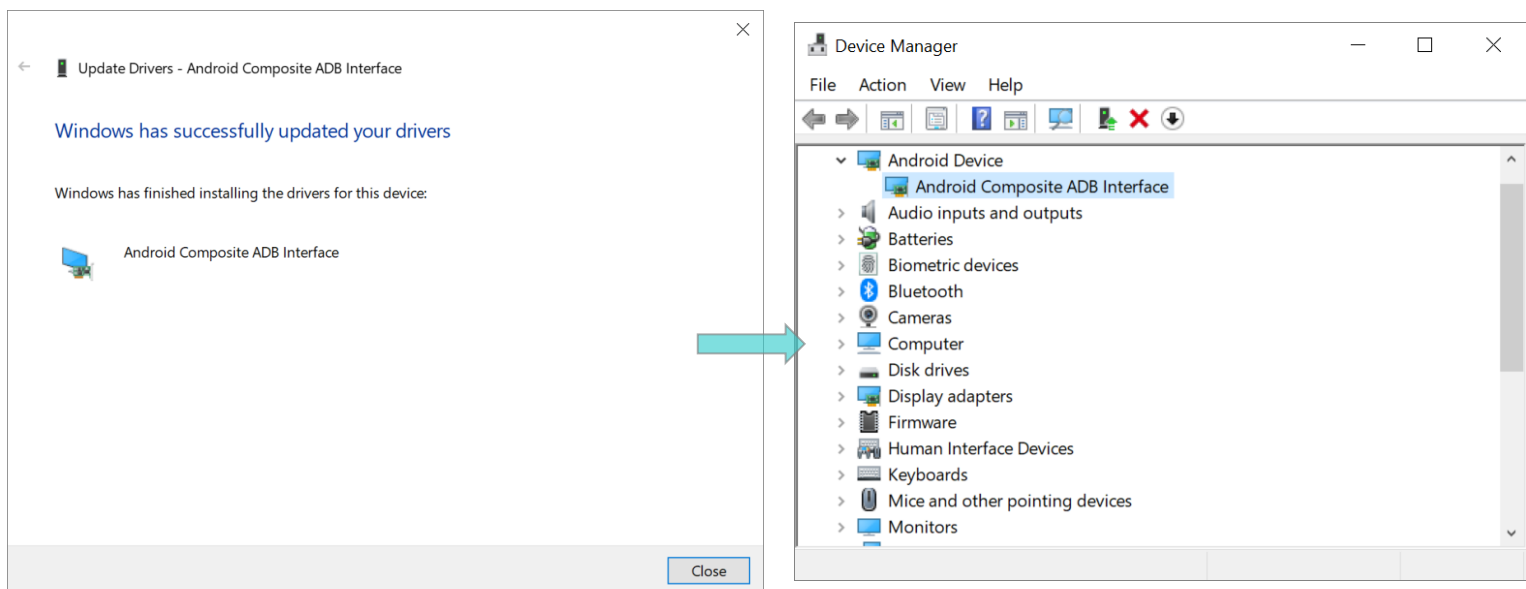 Update Drivers - Android Composite ADB Interface
Windows has successfully updated your drivers
Windows has finished installing the drivers for this device:
Android Composite ADB Interface
Close
Device Manager
File Action View Help
Android Device
Android Composite ADB Interface
Audio inputs and outputs
Batteries
Biometric devices
Bluetooth
Cameras
Computer
Disk drives
Display adapters
Firmware
Human Interface Devices
Keyboards
Mice and other pointing devices
Monitors